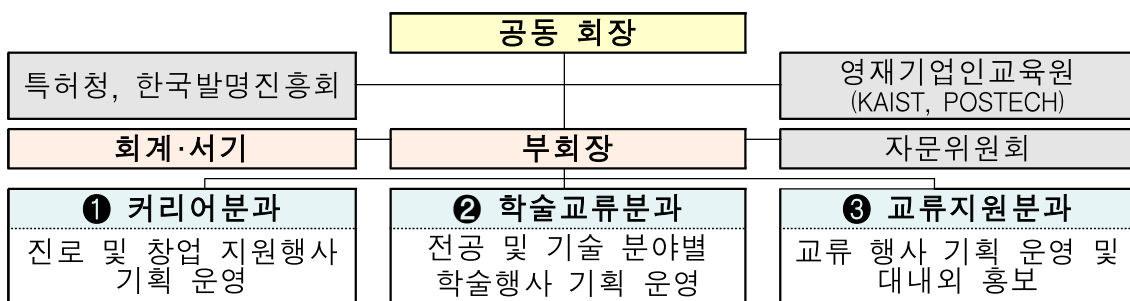 공동 회장
특허청, 한국발명진흥회
영재기업인교육원
(KAIST, POSTECH)
회계·서기
부회장
자문위원회
❶ 커리어분과
진로 및 창업 지원행사
기획 운영
❷ 학술교류분과
전공 및 기술 분야별
학술행사 기획 운영
❸ 교류지원분과
교류 행사 기획 운영 및
대내외 홍보